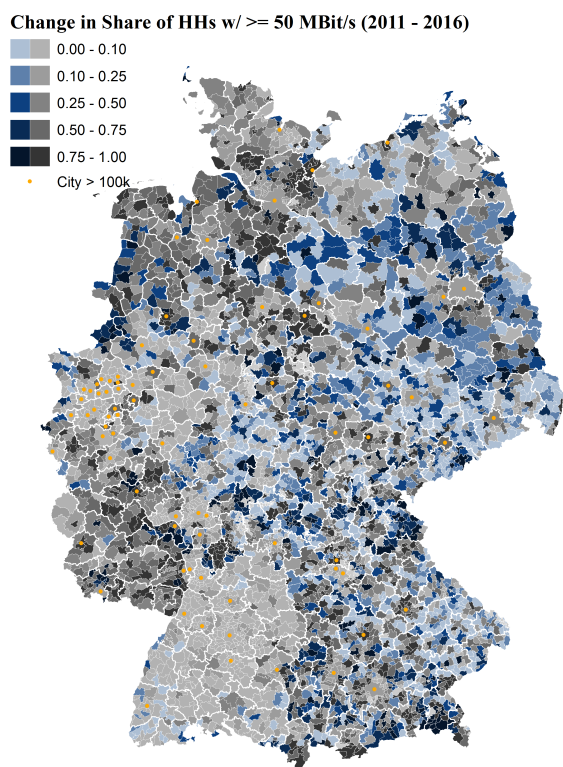 Change in Share of HHs w/ >= 50 MBit/s (2011 - 2016)
0.00 - 0.10
0.10 - 0.25
0.25 - 0.50
0.50 - 0.75
0.75 - 1.00
City > 100k